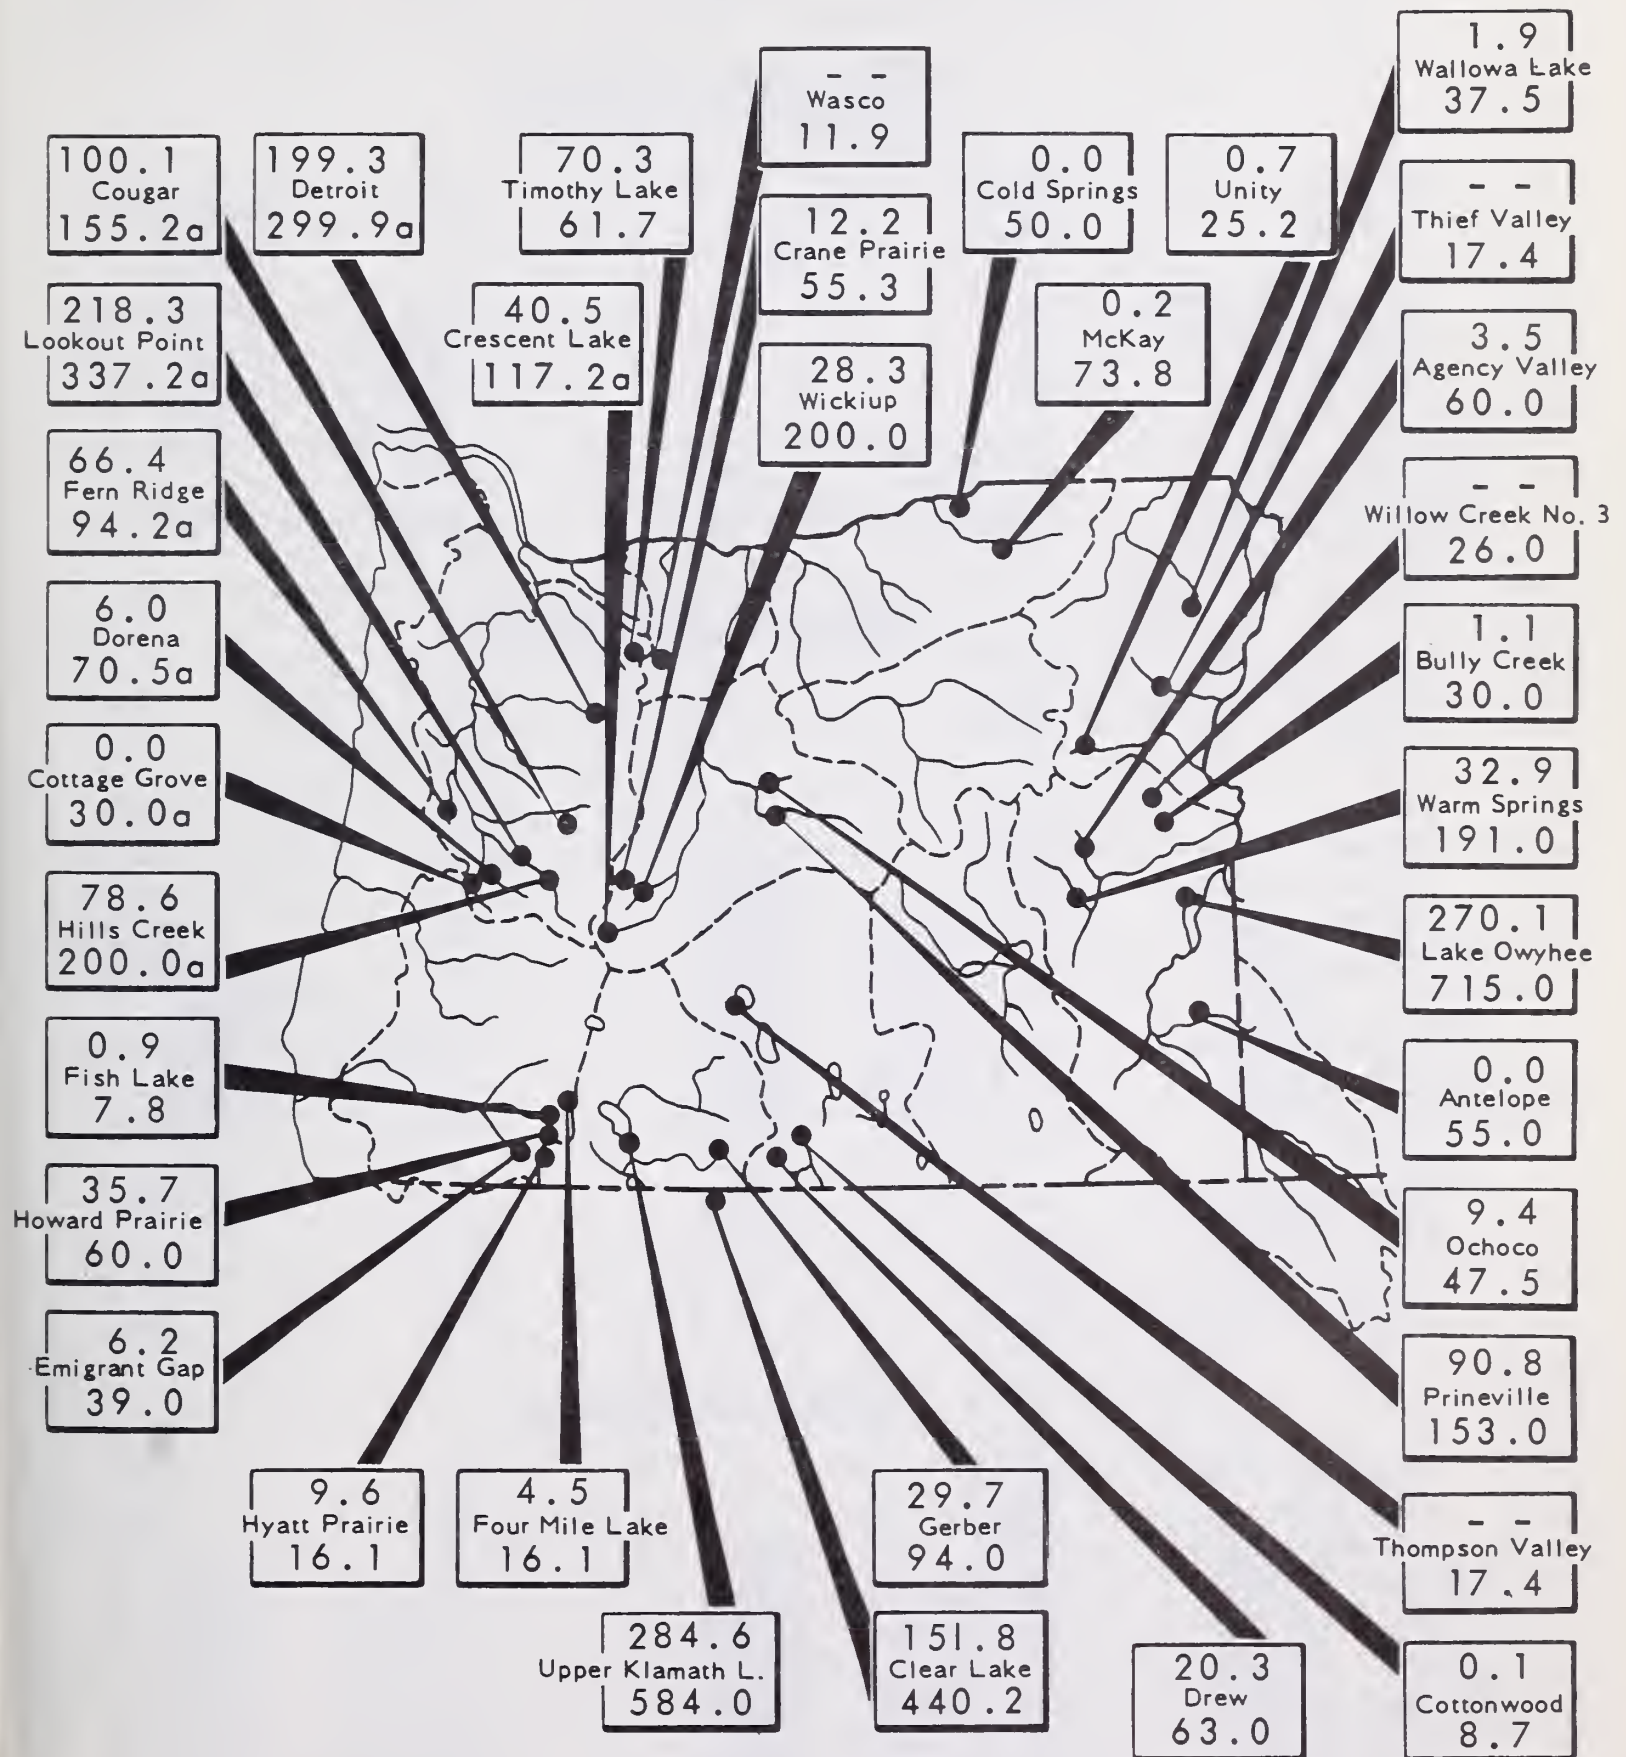 1.9
Wallowa Lake
37.5
- -
Wasco
11.9
100.1
Cougar
155.2a
199.3
Detroit
299.9a
70.3
Timothy Lake
61.7
0.0
Cold Springs
50.0
0.7
Unity
25.2
- -
Thief Valley
17.4
12.2
Crane Prairie
55.3
218.3
Lookout Point
337.2a
40.5
Crescent Lake
117.2a
0.2
McKay
73.8
3.5
Agency Valley
60.0
28.3
Wickiup
200.0
66.4
Fern Ridge
94.2a
- -
Willow Creek No. 3
26.0
6.0
Dorena
70.5a
1.1
Bully Creek
30.0
0.0
Cottage Grove
30.0a
32.9
Warm Springs
191.0
78.6
Hills Creek
200.0a
270.1
Lake Owyhee
715.0
0.9
Fish Lake
7.8
0.0
Antelope
55.0
35.7
Howard Prairie
60.0
9.4
Ochoco
47.5
6.2
Emigrant Gap
39.0
90.8
Prineville
153.0
9.6
Hyatt Prairie
16.1
4.5
Four Mile Lake
16.1
29.7
Gerber
94.0
- -
Thompson Valley
17.4
284.6
Upper Klamath L.
584.0
151.8
Clear Lake
440.2
20.3
Drew
63.0
0.1
Cottonwood
8.7